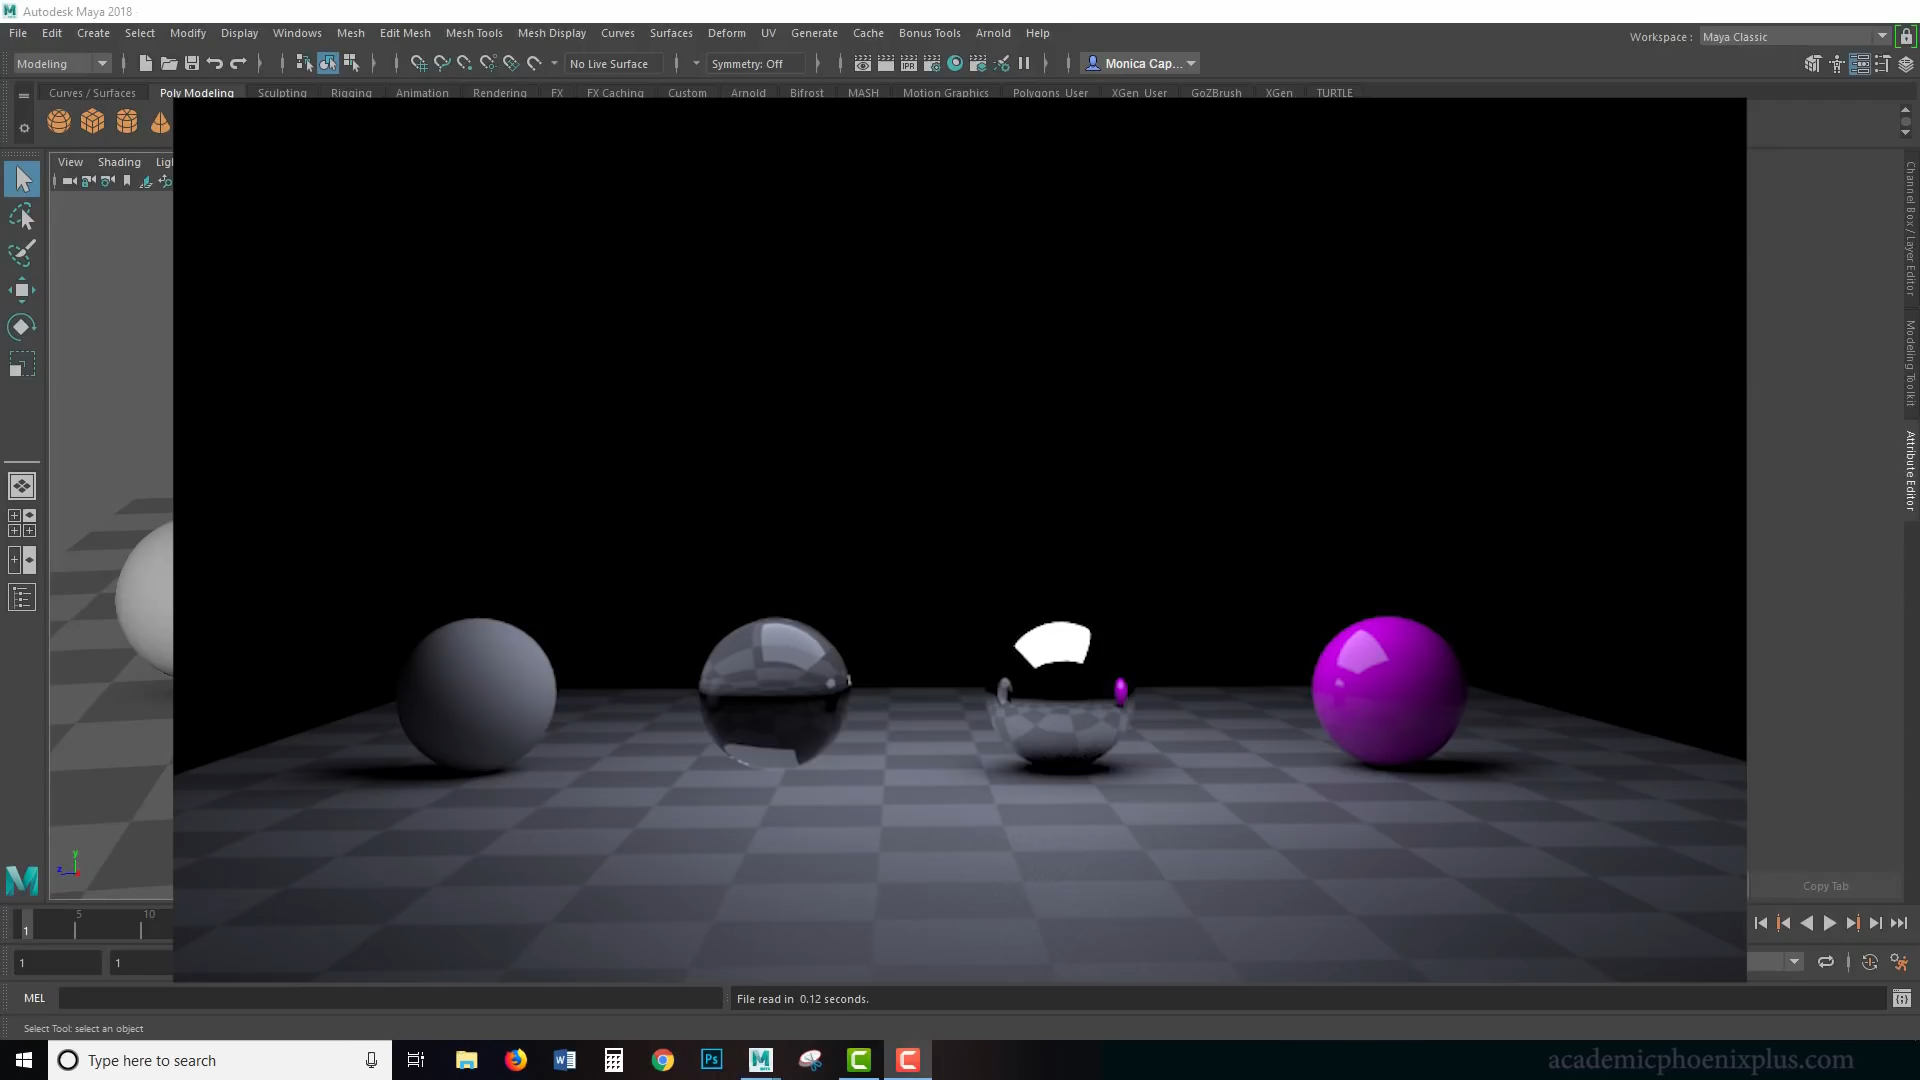 Autodesk Maya 2018
File Edit Create Select Modify Display Windows Mesh Edit Mesh Mesh Tools Mesh Display Curves Surfaces Deform UV Generate Cache Bonus Tools Arnold Help
Workspace : Maya Classic
Modeling No Live Surface Symmetry: Off IPR Monica Cap...
Curves / Surfaces Poly Modeling Sculpting Rigging Animation Rendering FX FX Caching Custom Arnold Bifrost MASH Motion Graphics Polygons_User XGen_User GoZBrush XGen TURTLE
View Shading Ligh
Channel Box / Layer Editor
Modeling Toolkit
Attribute Editor
y
z
Copy Tab
5 10
1
1 1
MEL File read in 0.12 seconds.
Select Tool: select an object
Type here to search
academicphoenixplus.com